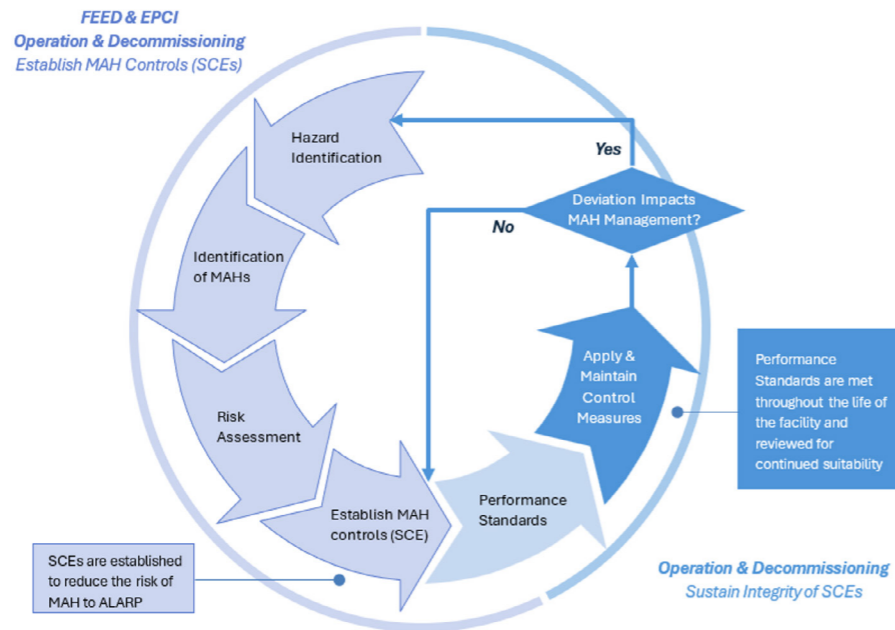 FEED & EPCI
Operation & Decommissioning
Establish MAH Controls (SCEs)
Hazard
Identification
Yes
Deviation Impacts
MAH Management?
No
Identification
of MAHs
Apply &
Maintain
Control
Measures
Performance
Standards are met
throughout the life of
the facility and
reviewed for
continued suitability
Risk
Assessment
Establish MAH
controls (SCE)
Performance
Standards
SCEs are established
to reduce the risk of
MAH to ALARP
Operation & Decommissioning
Sustain Integrity of SCEs